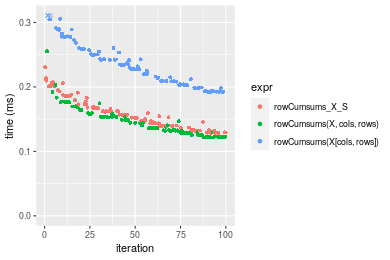 0.3
0.2
0.1
0.0
time (ms)
0
25
50
75
100
iteration
expr
rowCumsums_X_S
rowCumsums(X, cols, rows)
rowCumsums(X[cols, rows])